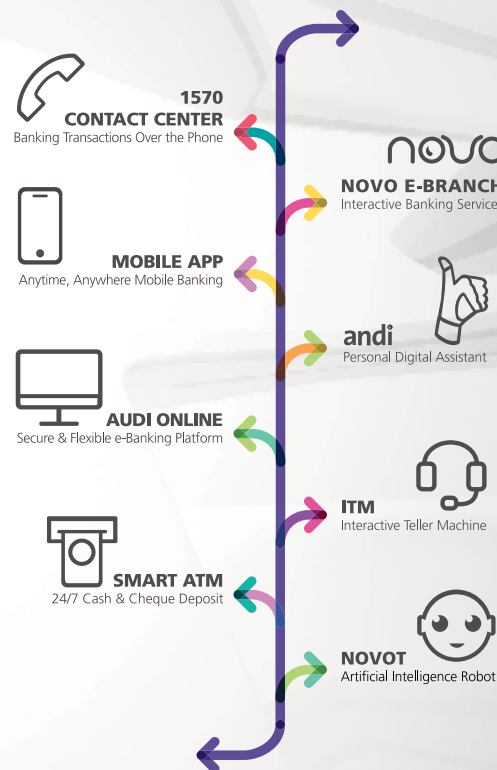 1570
CONTACT CENTER
Banking Transactions Over the Phone
novo
NOVO E-BRANCH
Interactive Banking Service
MOBILE APP
Anytime, Anywhere Mobile Banking
andi
Personal Digital Assistant
AUDI ONLINE
Secure & Flexible e-Banking Platform
ITM
Interactive Teller Machine
SMART ATM
24/7 Cash & Cheque Deposit
NOVOT
Artificial Intelligence Robot